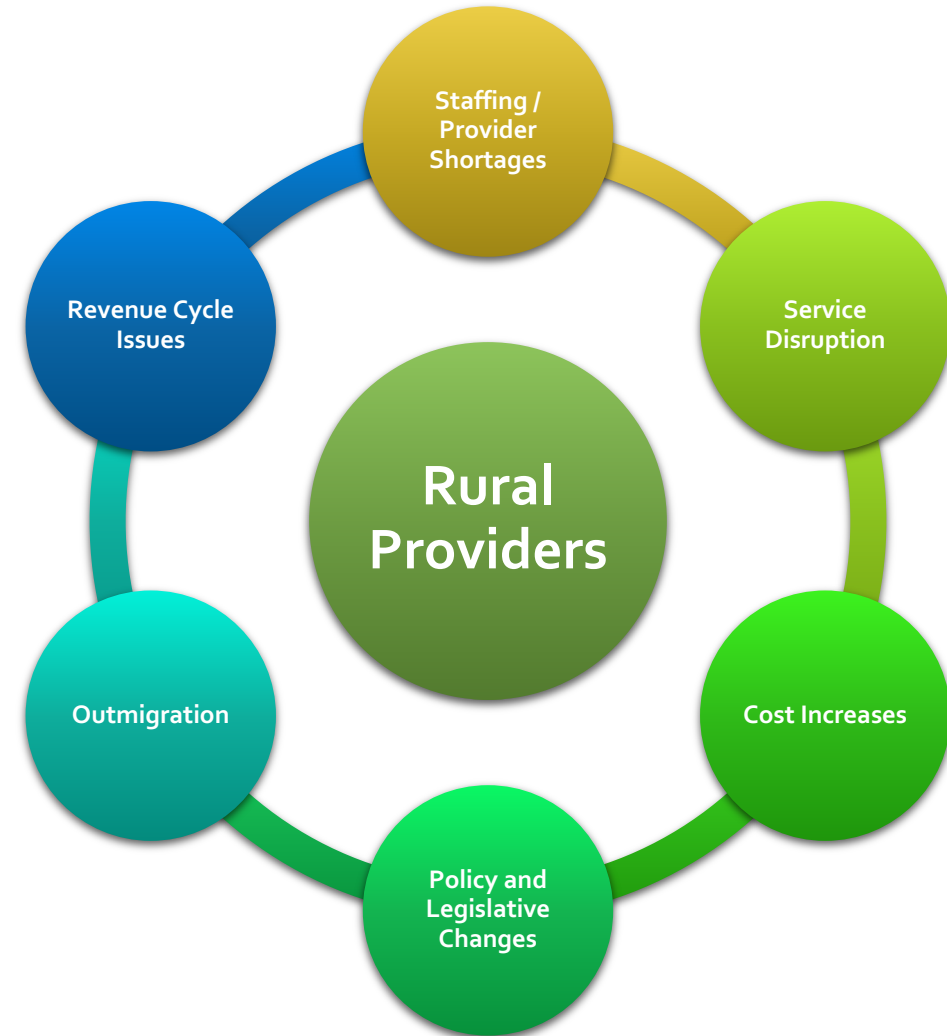 Staffing /
Provider
Shortages
Service
Disruption
Cost Increases
Policy and
Legislative
Changes
Outmigration
Revenue Cycle
Issues
Rural
Providers